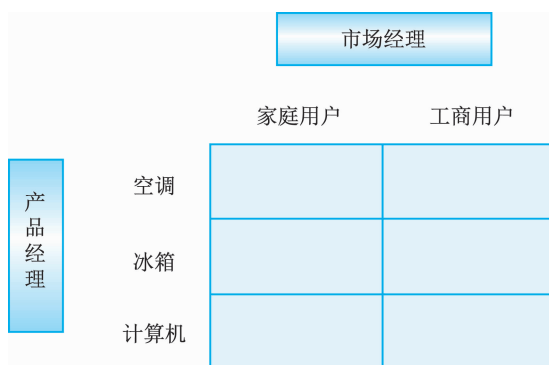 市场经理
家庭用户 工商用户
产品经理
空调
冰箱
计算机